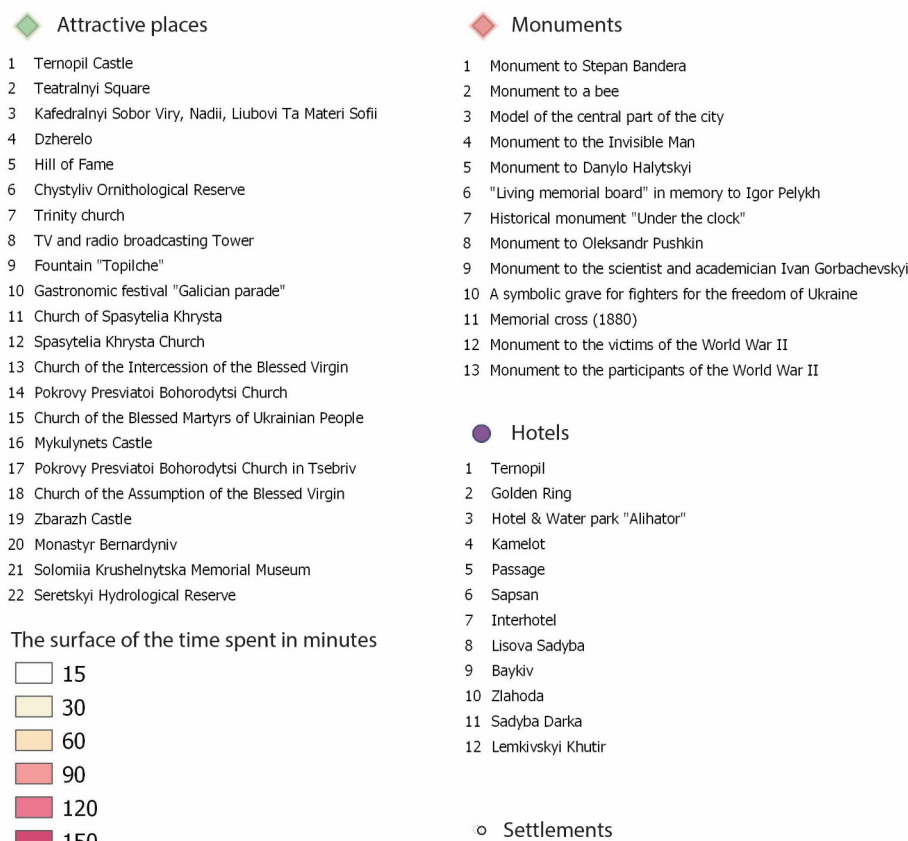 Attractive places
1 Ternopil Castle
2 Teatralnyi Square
3 Kafedralnyi Sobor Viry, Nadii, Liubovi Ta Materi Sofii
4 Dzherelo
5 Hill of Fame
6 Chystyliv Ornithological Reserve
7 Trinity church
8 TV and radio broadcasting Tower
9 Fountain "Topilche"
10 Gastronomic festival "Galician parade"
11 Church of Spasytelia Khrysta
12 Spasytelia Khrysta Church
13 Church of the Intercession of the Blessed Virgin
14 Pokrovy Presviatoi Bohorodytsi Church
15 Church of the Blessed Martyrs of Ukrainian People
16 Mykulynets Castle
17 Pokrovy Presviatoi Bohorodytsi Church in Tsebriv
18 Church of the Assumption of the Blessed Virgin
19 Zbarazh Castle
20 Monastyr Bernardyniv
21 Solomiia Krushelnytska Memorial Museum
22 Seretskyi Hydrological Reserve
The surface of the time spent in minutes
15
30
60
90
120
150
Monuments
1 Monument to Stepan Bandera
2 Monument to a bee
3 Model of the central part of the city
4 Monument to the Invisible Man
5 Monument to Danylo Halytskyi
6 "Living memorial board" in memory to Igor Pelykh
7 Historical monument "Under the clock"
8 Monument to Oleksandr Pushkin
9 Monument to the scientist and academician Ivan Gorbachevskyi
10 A symbolic grave for fighters for the freedom of Ukraine
11 Memorial cross (1880)
12 Monument to the victims of the World War II
13 Monument to the participants of the World War II
Hotels
1 Ternopil
2 Golden Ring
3 Hotel & Water park "Alihator"
4 Kamelot
5 Passage
6 Sapsan
7 Interhotel
8 Lisova Sadyba
9 Baykiv
10 Zlahoda
11 Sadyba Darka
12 Lemkivskyi Khutir
Settlements